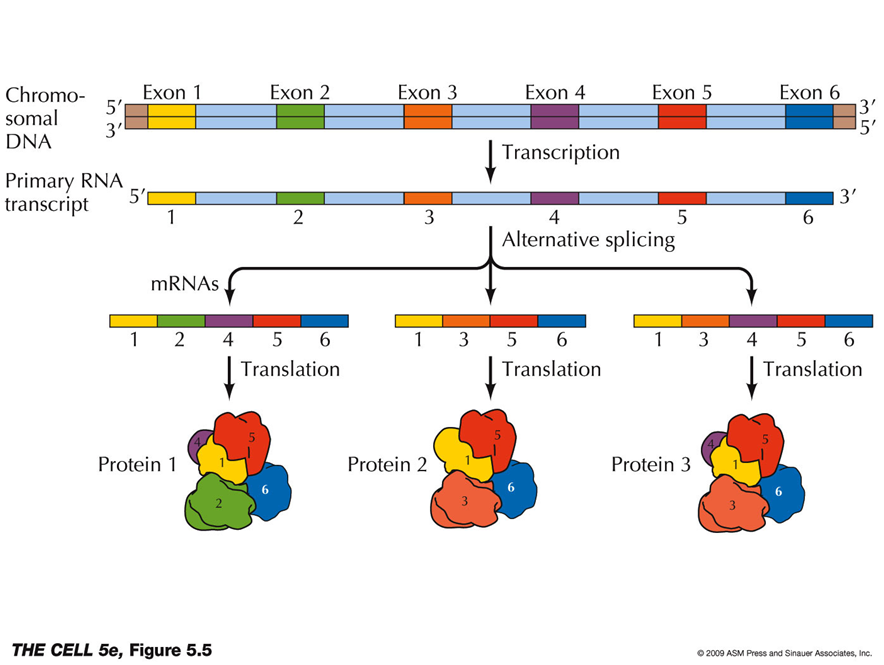 Exon 1 Exon 2 Exon 3 Exon 4 Exon 5 Exon 6
Chromo-
somal
DNA
5′ 3′
3′ 5′
Transcription
Primary RNA
transcript
5′ 3′
1 2 3 4 5 6
Alternative splicing
mRNAs
1 2 4 5 6 1 3 5 6 1 3 4 5 6
Translation Translation Translation
Protein 1
4 5 1 6 2
Protein 2
5 1 6 3
Protein 3
4 5 1 6 3
THE CELL 5e, Figure 5.5
© 2009 ASM Press and Sinauer Associates, Inc.